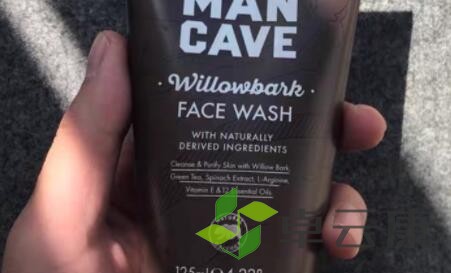 MAN
CAVE
· Willowbark ·
FACE WASH
WITH NATURALLY
DERIVED INGREDIENTS
Cleanse & Purify Skin with Willow Bark,
Green Tea, Spinach Extract, L-Arginine,
Vitamin E & 12 Essential Oils.
125ml